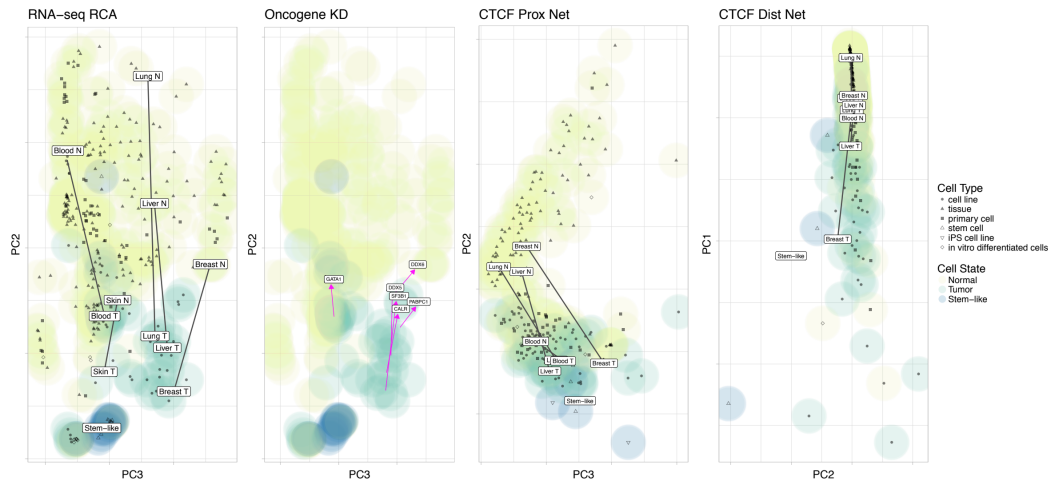 RNA−seq RCA
Oncogene KD
CTCF Prox Net
CTCF Dist Net
PC2
Lung N
Blood N
Liver N
Breast N
Skin N
Blood T
Lung T
Liver T
Skin T
Breast T
Stem−like
PC3
PC2
DDX6
GATA1
DDX5
SF3B1
PABPC1
CALR
PC3
PC2
Breast N
Lung N
Liver N
Blood N
Blood T
Breast T
Liver T
Stem−like
PC3
PC1
Lung N
Breast N
Liver N
Blood N
Liver T
Breast T
Stem−like
PC2
Cell Type
cell line
tissue
primary cell
stem cell
iPS cell line
in vitro differentiated cells
Cell State
Normal
Tumor
Stem−like